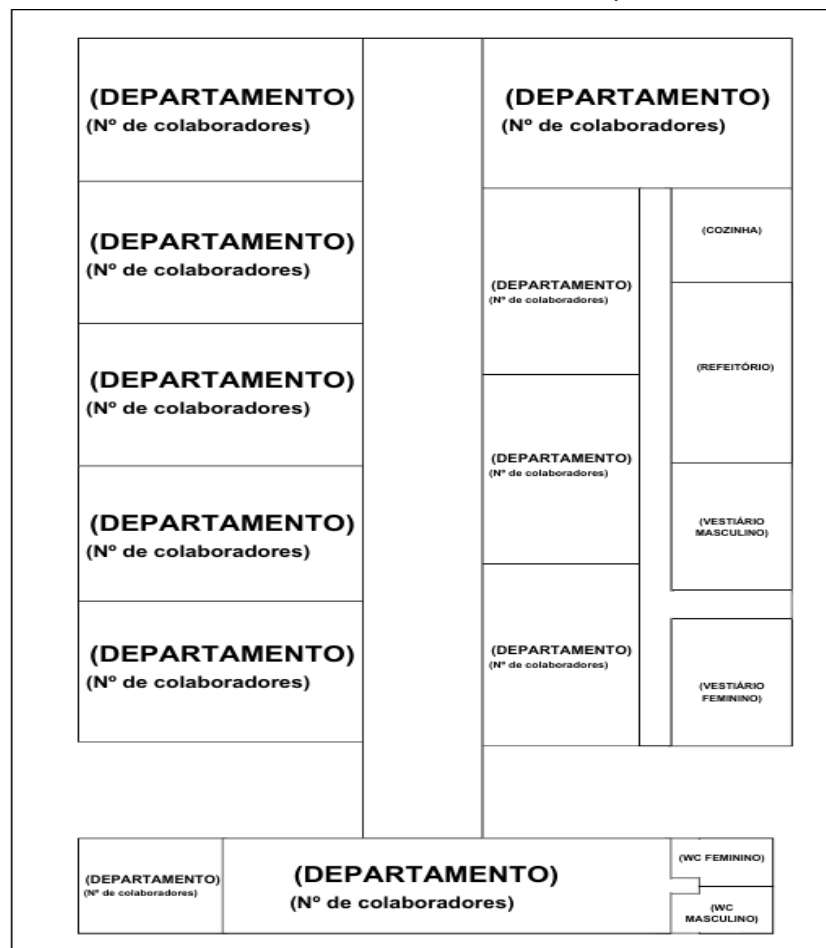 (DEPARTAMENTO)
(Nº de colaboradores)
(DEPARTAMENTO)
(Nº de colaboradores)
(DEPARTAMENTO)
(Nº de colaboradores)
(DEPARTAMENTO)
(Nº de colaboradores)
(DEPARTAMENTO)
(Nº de colaboradores)
(DEPARTAMENTO)
(Nº de colaboradores)
(DEPARTAMENTO)
(Nº de colaboradores)
(DEPARTAMENTO)
(Nº de colaboradores)
(DEPARTAMENTO)
(Nº de colaboradores)
(COZINHA)
(REFEITÓRIO)
(VESTIÁRIO
MASCULINO)
(VESTIÁRIO
FEMININO)
(DEPARTAMENTO)
(Nº de colaboradores)
(DEPARTAMENTO)
(Nº de colaboradores)
(WC FEMININO)
(WC
MASCULINO)